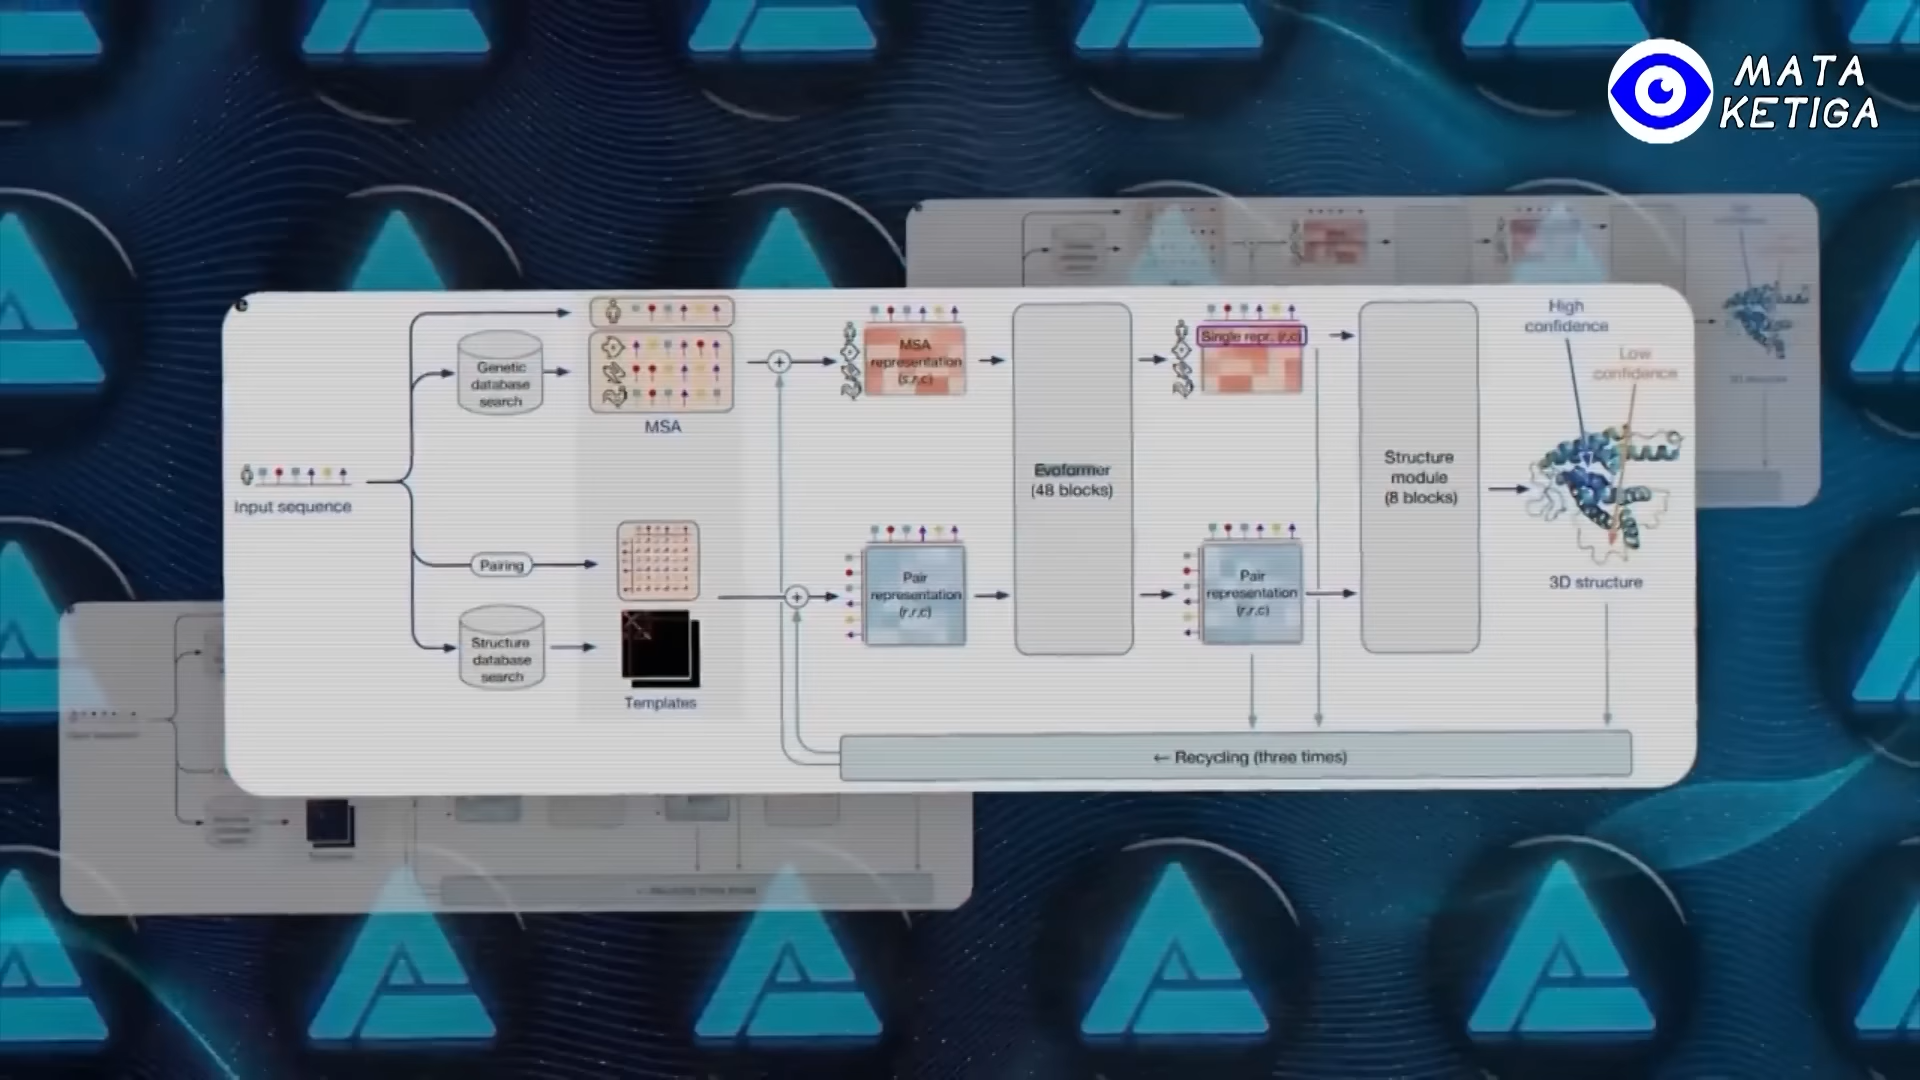 MATA
KETIGA
e
Input sequence
Genetic
database
search
MSA
Pairing
Structure
database
search
Templates
MSA
representation
(s,r,c)
Pair
representation
(r,r,c)
Evoformer
(48 blocks)
Single repr. (r,c)
Pair
representation
(r,r,c)
Structure
module
(8 blocks)
High
confidence
Low
confidence
3D structure
← Recycling (three times)